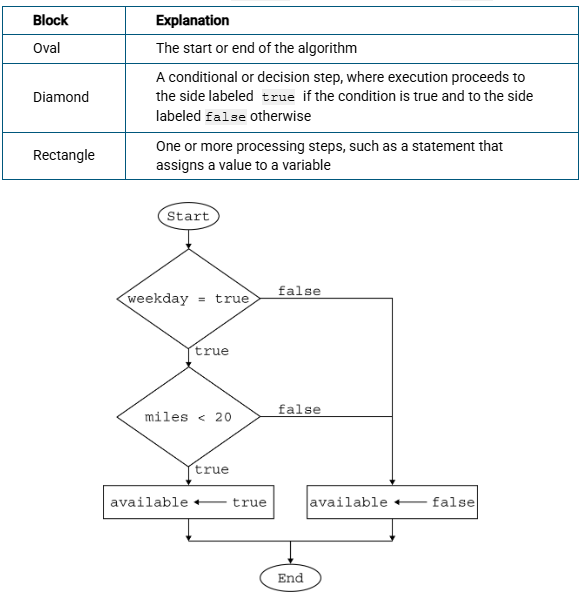 Block Explanation
Oval The start or end of the algorithm
A conditional or decision step, where execution proceeds to
Diamond the side labeled true if the condition is true and to the side
labeled false otherwise
One or more processing steps, such as a statement that
Rectangle assigns a value to a variable
Start
weekday = true
false
true
miles < 20
false
true
available ← true
available ← false
End